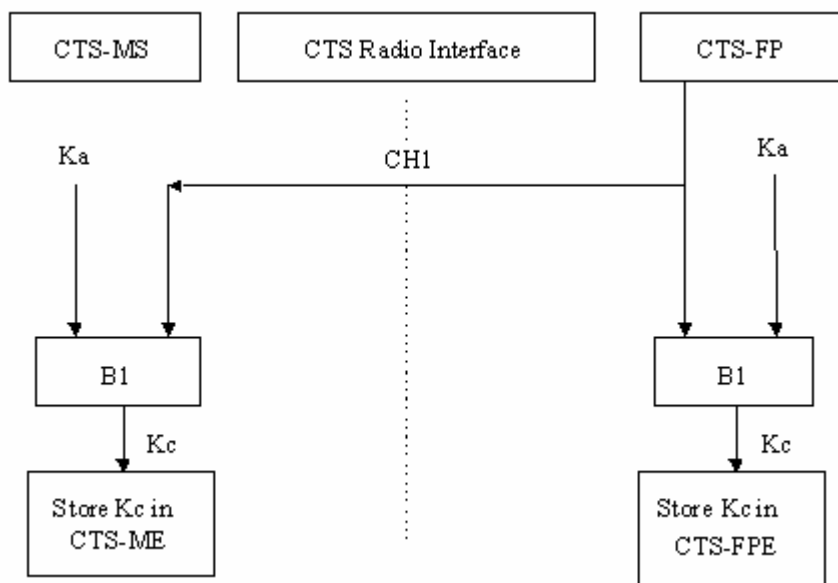 CTS-MS
CTS Radio Interface
CTS-FP
Ka
CH1
Ka
B1
B1
Kc
Kc
Store Kc in
CTS-ME
Store Kc in
CTS-FPE